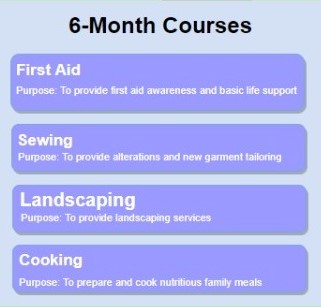 6-Month Courses
First Aid
Purpose: To provide first aid awareness and basic life support
Sewing
Purpose: To provide alterations and new garment tailoring
Landscaping
Purpose: To provide landscaping services
Cooking
Purpose: To prepare and cook nutritious family meals